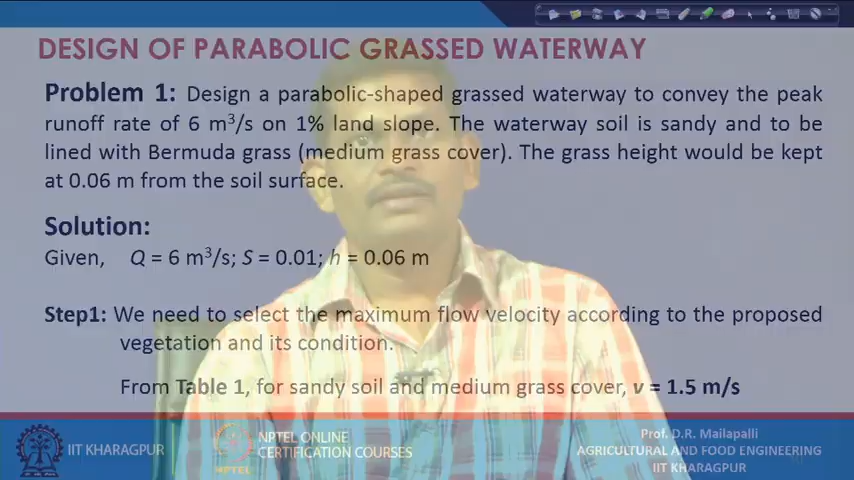 DESIGN OF PARABOLIC GRASSED WATERWAY
Problem 1: Design a parabolic-shaped grassed waterway to convey the peak
runoff rate of 6 m³/s on 1% land slope. The waterway soil is sandy and to be
lined with Bermuda grass (medium grass cover). The grass height would be kept
at 0.06 m from the soil surface.
Solution:
Given, Q = 6 m³/s; S = 0.01; h = 0.06 m
Step1: We need to select the maximum flow velocity according to the proposed
vegetation and its condition.
From Table 1, for sandy soil and medium grass cover, v = 1.5 m/s
IIT KHARAGPUR
NPTEL
NPTEL ONLINE
CERTIFICATION COURSES
Prof. D.R. Mailapalli
AGRICULTURAL AND FOOD ENGINEERING
IIT KHARAGPUR